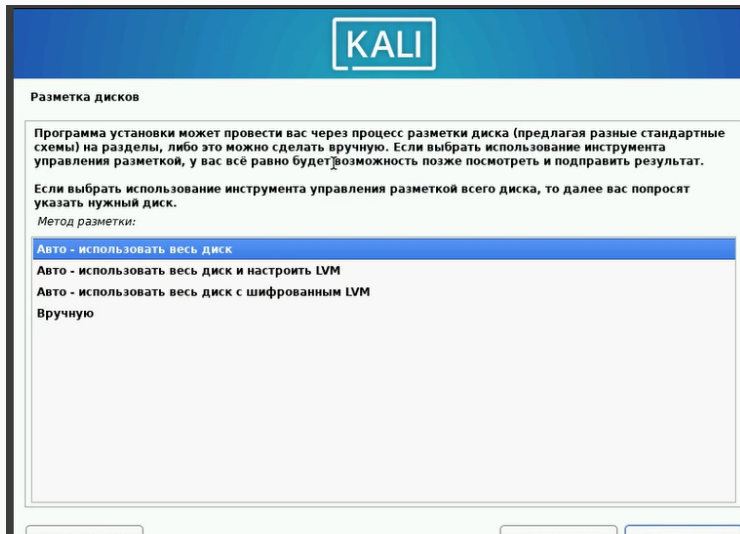 KALI
Разметка дисков
Программа установки может провести вас через процесс разметки диска (предлагая разные стандартные
схемы) на разделы, либо это можно сделать вручную. Если выбрать использование инструмента
управления разметкой, у вас всё равно будет возможность позже посмотреть и подправить результат.
Если выбрать использование инструмента управления разметкой всего диска, то далее вас попросят
указать нужный диск.
Метод разметки:
Авто - использовать весь диск
Авто - использовать весь диск и настроить LVM
Авто - использовать весь диск с шифрованным LVM
Вручную